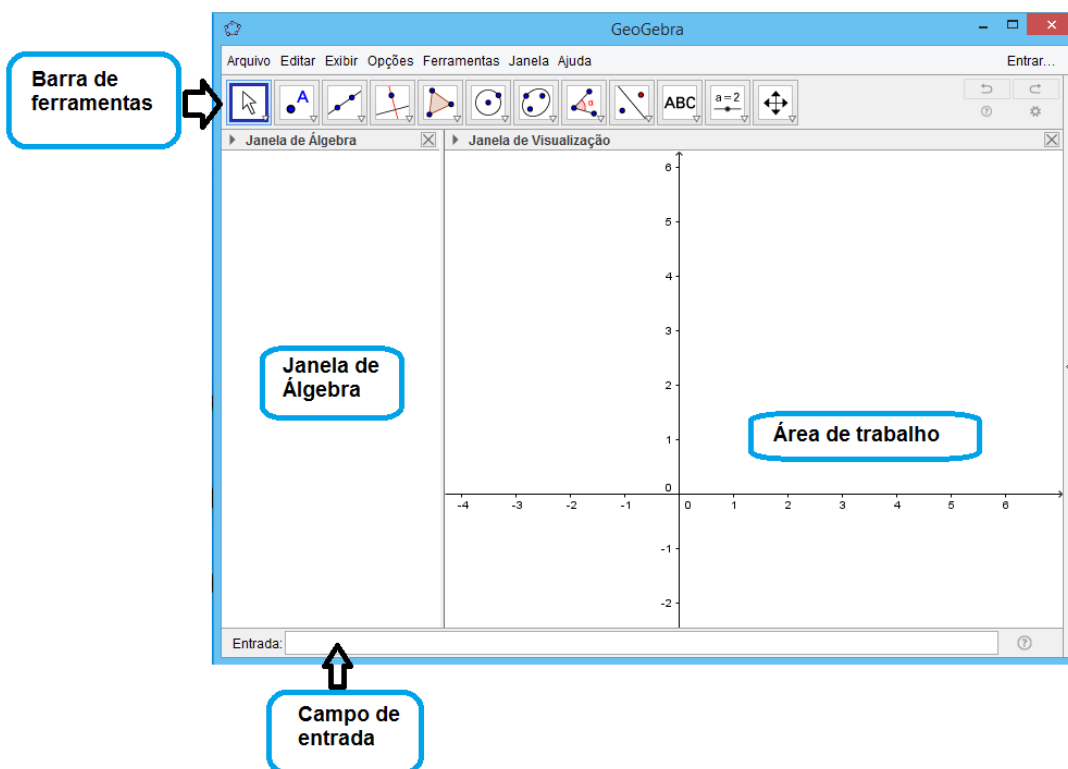 GeoGebra
Arquivo Editar Exibir Opções Ferramentas Janela Ajuda Entrar...
Barra de
ferramentas
A
α
ABC
a=2
Janela de Álgebra
Janela de Visualização
6
5
4
3
2
1
0
-4 -3 -2 -1 0 1 2 3 4 5 6
-1
-2
Janela de
Álgebra
Área de trabalho
Entrada:
Campo de
entrada